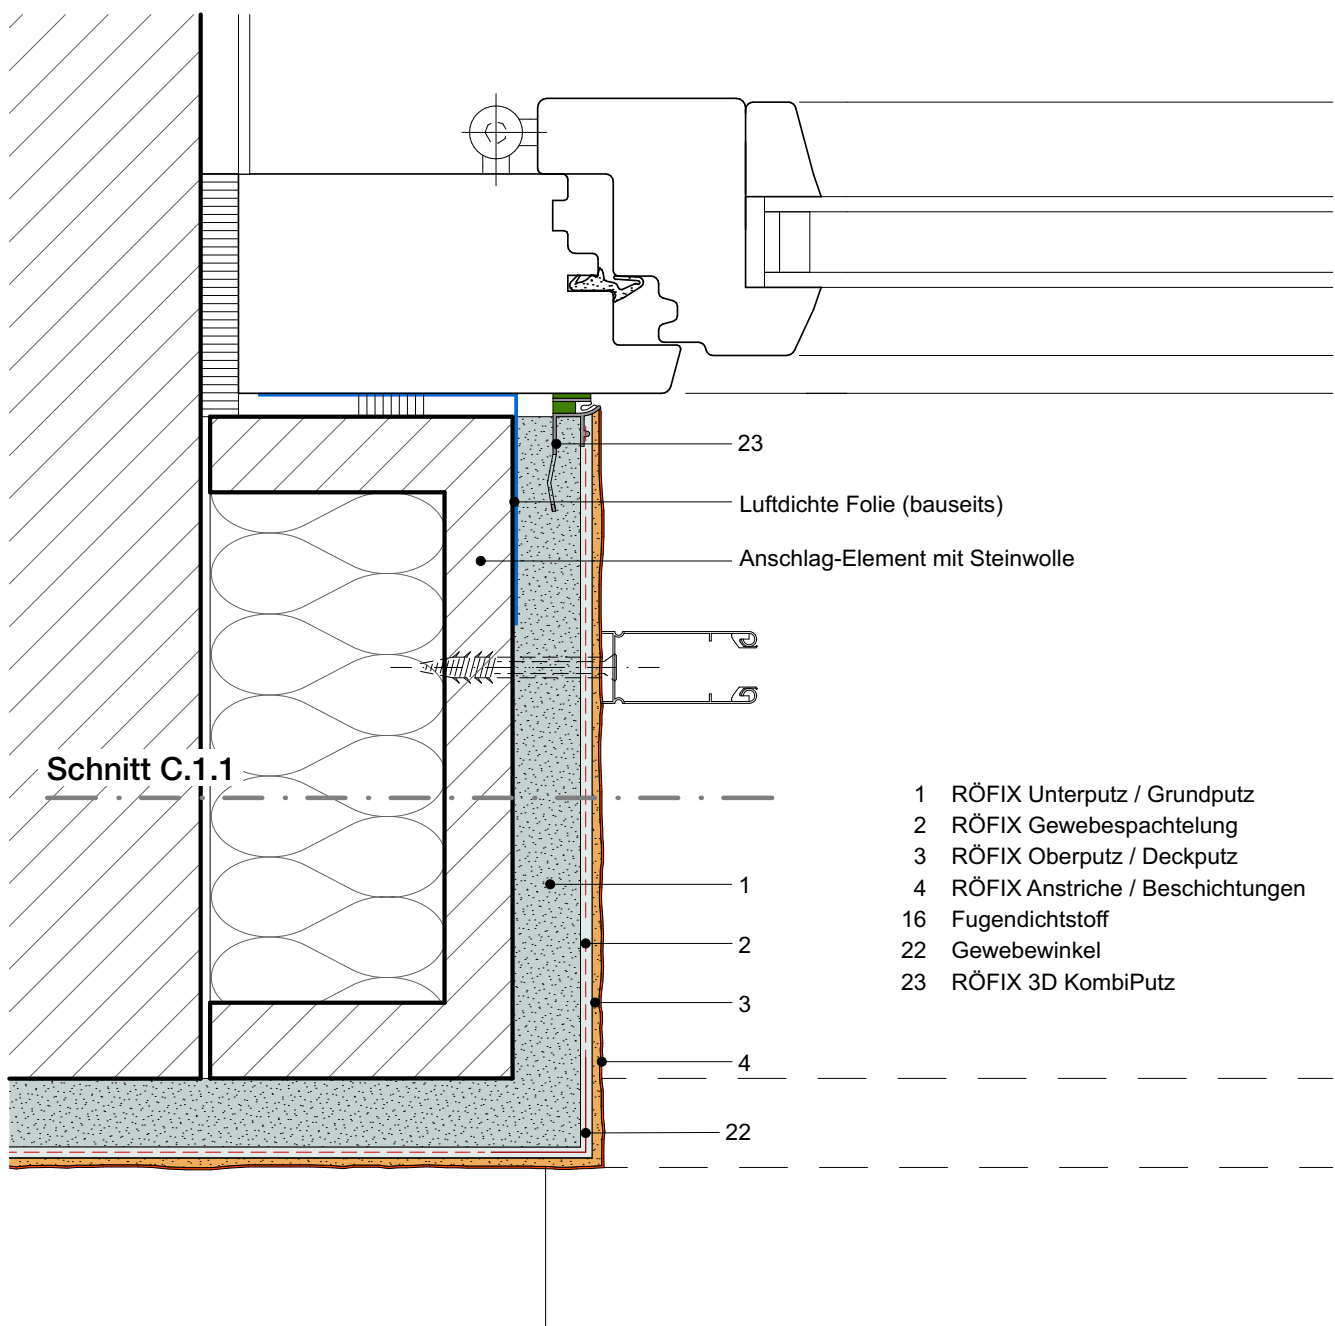 23
Luftdichte Folie (bauseits)
Anschlag-Element mit Steinwolle
Schnitt C.1.1
1 RÖFIX Unterputz / Grundputz
2 RÖFIX Gewebespachtelung
3 RÖFIX Oberputz / Deckputz
4 RÖFIX Anstriche / Beschichtungen
16 Fugendichtstoff
22 Gewebewinkel
23 RÖFIX 3D KombiPutz
1
2
3
4
22